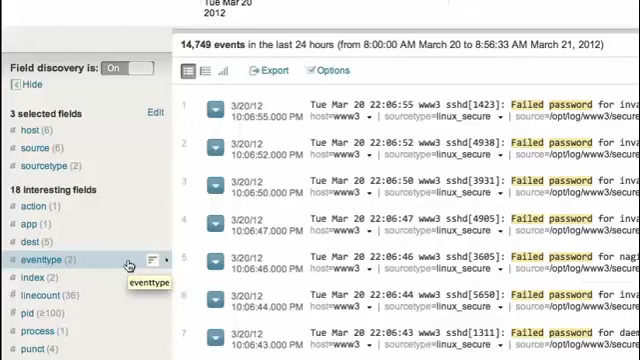 Tue Mar 20
2012
14,749 events in the last 24 hours (from 8:00:00 AM March 20 to 8:56:33 AM March 21, 2012)
Field discovery is: On
Hide
Export
Options
3 selected fields
Edit
host (6)
source (6)
sourcetype (2)
18 interesting fields
action (1)
app (1)
dest (5)
eventtype (2)
eventtype
index (2)
linecount (36)
pid (≥100)
process (1)
punct (4)
1 3/20/12 Tue Mar 20 22:06:55 www3 sshd[1423]: Failed password for inva
10:06:55.000 PM host=www3 sourcetype=linux_secure source=/opt/log/www3/secure
2 3/20/12 Tue Mar 20 22:06:52 www3 sshd[4938]: Failed password for inva
10:06:52.000 PM host=www3 sourcetype=linux_secure source=/opt/log/www3/secure
3 3/20/12 Tue Mar 20 22:06:50 www3 sshd[3931]: Failed password for inva
10:06:50.000 PM host=www3 sourcetype=linux_secure source=/opt/log/www3/secure
4 3/20/12 Tue Mar 20 22:06:47 www3 sshd[4905]: Failed password for inva
10:06:47.000 PM host=www3 sourcetype=linux_secure source=/opt/log/www3/secure
5 3/20/12 Tue Mar 20 22:06:46 www3 sshd[3605]: Failed password for nagi
10:06:46.000 PM host=www3 sourcetype=linux_secure source=/opt/log/www3/secure
6 3/20/12 Tue Mar 20 22:06:44 www3 sshd[5650]: Failed password for inva
10:06:44.000 PM host=www3 sourcetype=linux_secure source=/opt/log/www3/secure
7 3/20/12 Tue Mar 20 22:06:43 www3 sshd[1311]: Failed password for daem
10:06:43.000 PM host=www3 sourcetype=linux_secure source=/opt/log/www3/secure